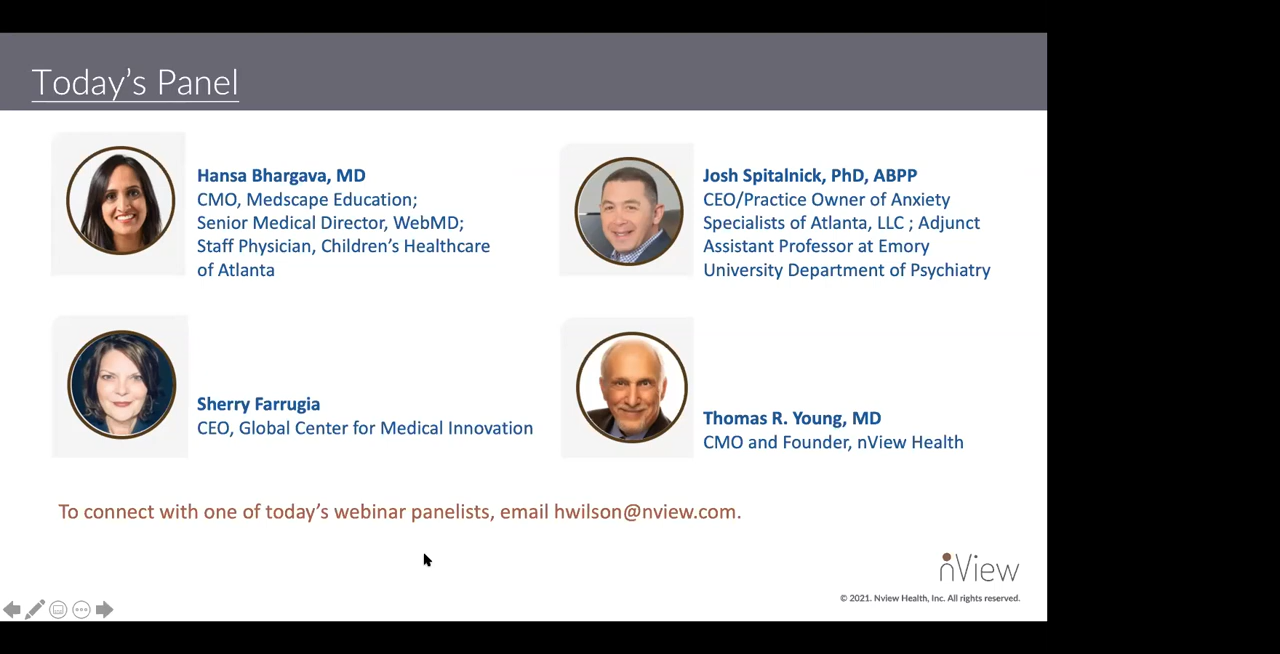 Today's Panel
Hansa Bhargava, MD
CMO, Medscape Education;
Senior Medical Director, WebMD;
Staff Physician, Children's Healthcare
of Atlanta
Josh Spitalnick, PhD, ABPP
CEO/Practice Owner of Anxiety
Specialists of Atlanta, LLC ; Adjunct
Assistant Professor at Emory
University Department of Psychiatry
Sherry Farrugia
CEO, Global Center for Medical Innovation
Thomas R. Young, MD
CMO and Founder, nView Health
To connect with one of today's webinar panelists, email hwilson@nview.com.
nView
© 2021. Nview Health, Inc. All rights reserved.